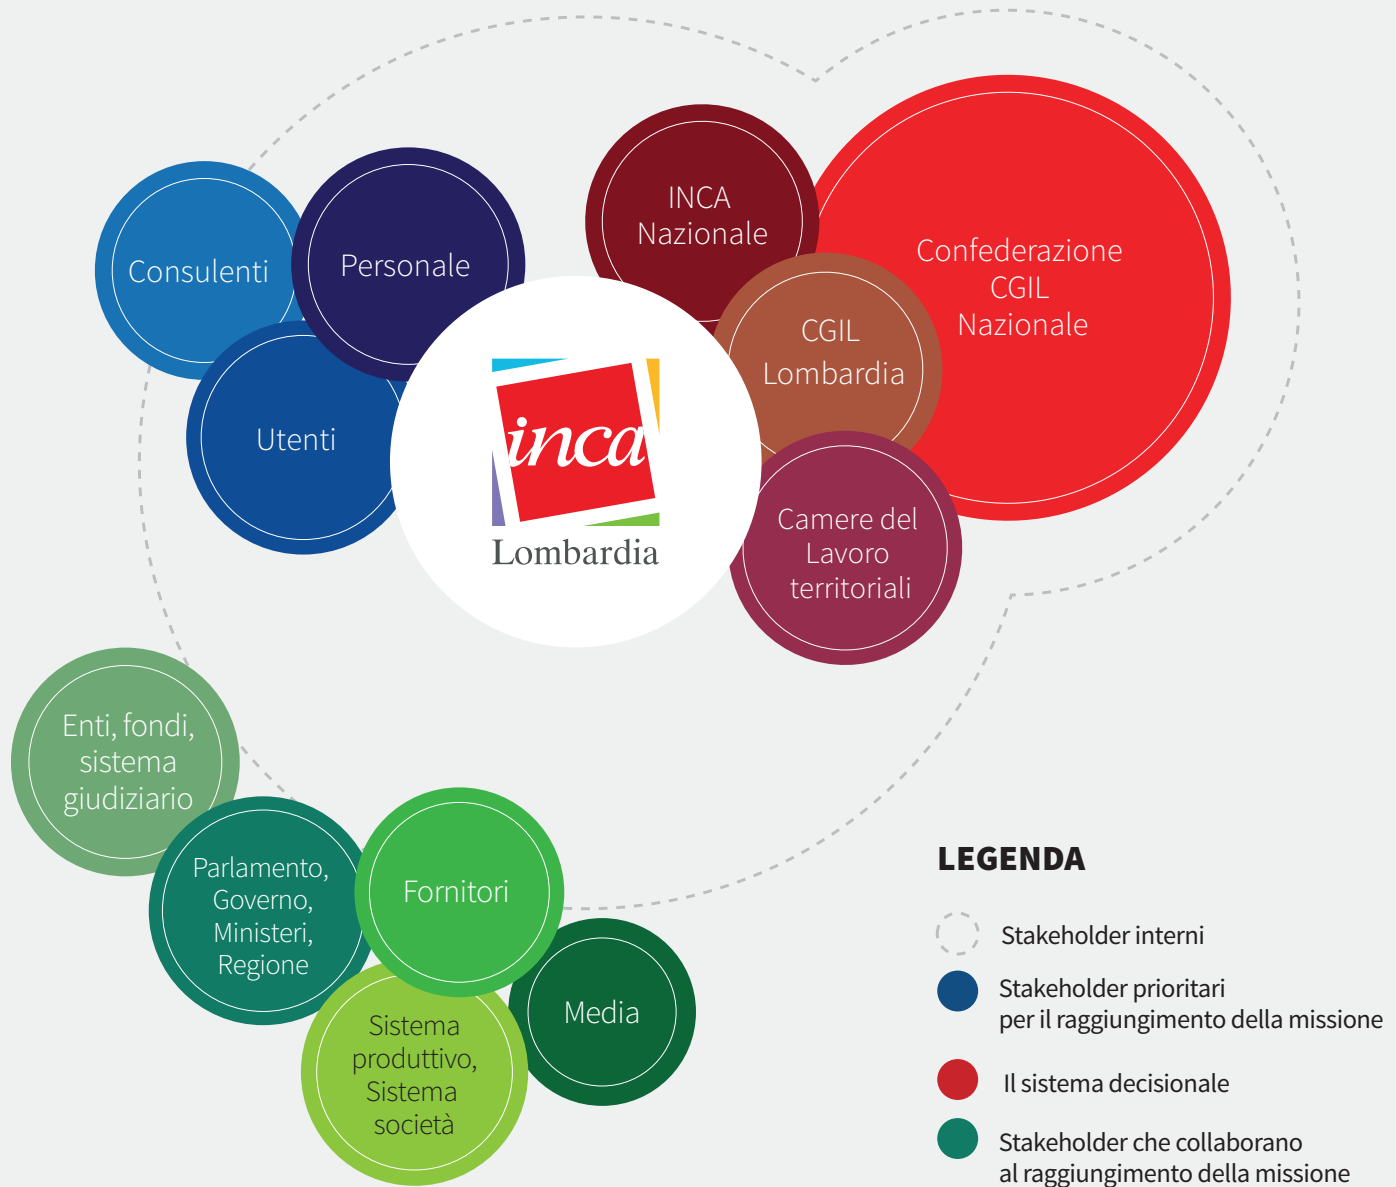 INCA
Nazionale
Confederazione
CGIL
Nazionale
Consulenti
Personale
CGIL
Lombardia
Utenti
inca
Lombardia
Camere del
Lavoro
territoriali
Enti, fondi,
sistema
giudiziario
Parlamento,
Governo,
Ministeri,
Regione
Fornitori
Media
Sistema
produttivo,
Sistema
società
LEGENDA
Stakeholder interni
Stakeholder prioritari
per il raggiungimento della missione
Il sistema decisionale
Stakeholder che collaborano
al raggiungimento della missione